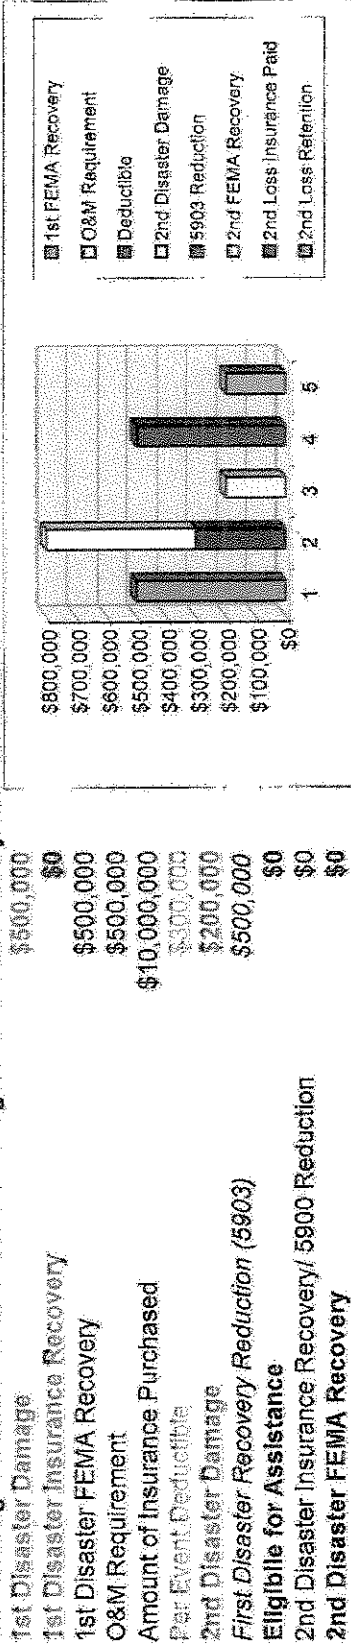 1st Disaster Damage $500,000
1st Disaster Insurance Recovery $0
1st Disaster FEMA Recovery $500,000
O&M Requirement $500,000
Amount of Insurance Purchased $10,000,000
Per Event Deductible $300,000
2nd Disaster Damage $200,000
First Disaster Recovery Reduction (5903) $500,000
Eligible for Assistance $0
2nd Disaster Insurance Recovery/ 5900 Reduction $0
2nd Disaster FEMA Recovery $0
$800,000
$700,000
$600,000
$500,000
$400,000
$300,000
$200,000
$100,000
$0
1 2 3 4 5
1st FEMA Recovery
O&M Requirement
Deductible
2nd Disaster Damage
5903 Reduction
2nd FEMA Recovery
2nd Loss Insurance Paid
2nd Loss Retention